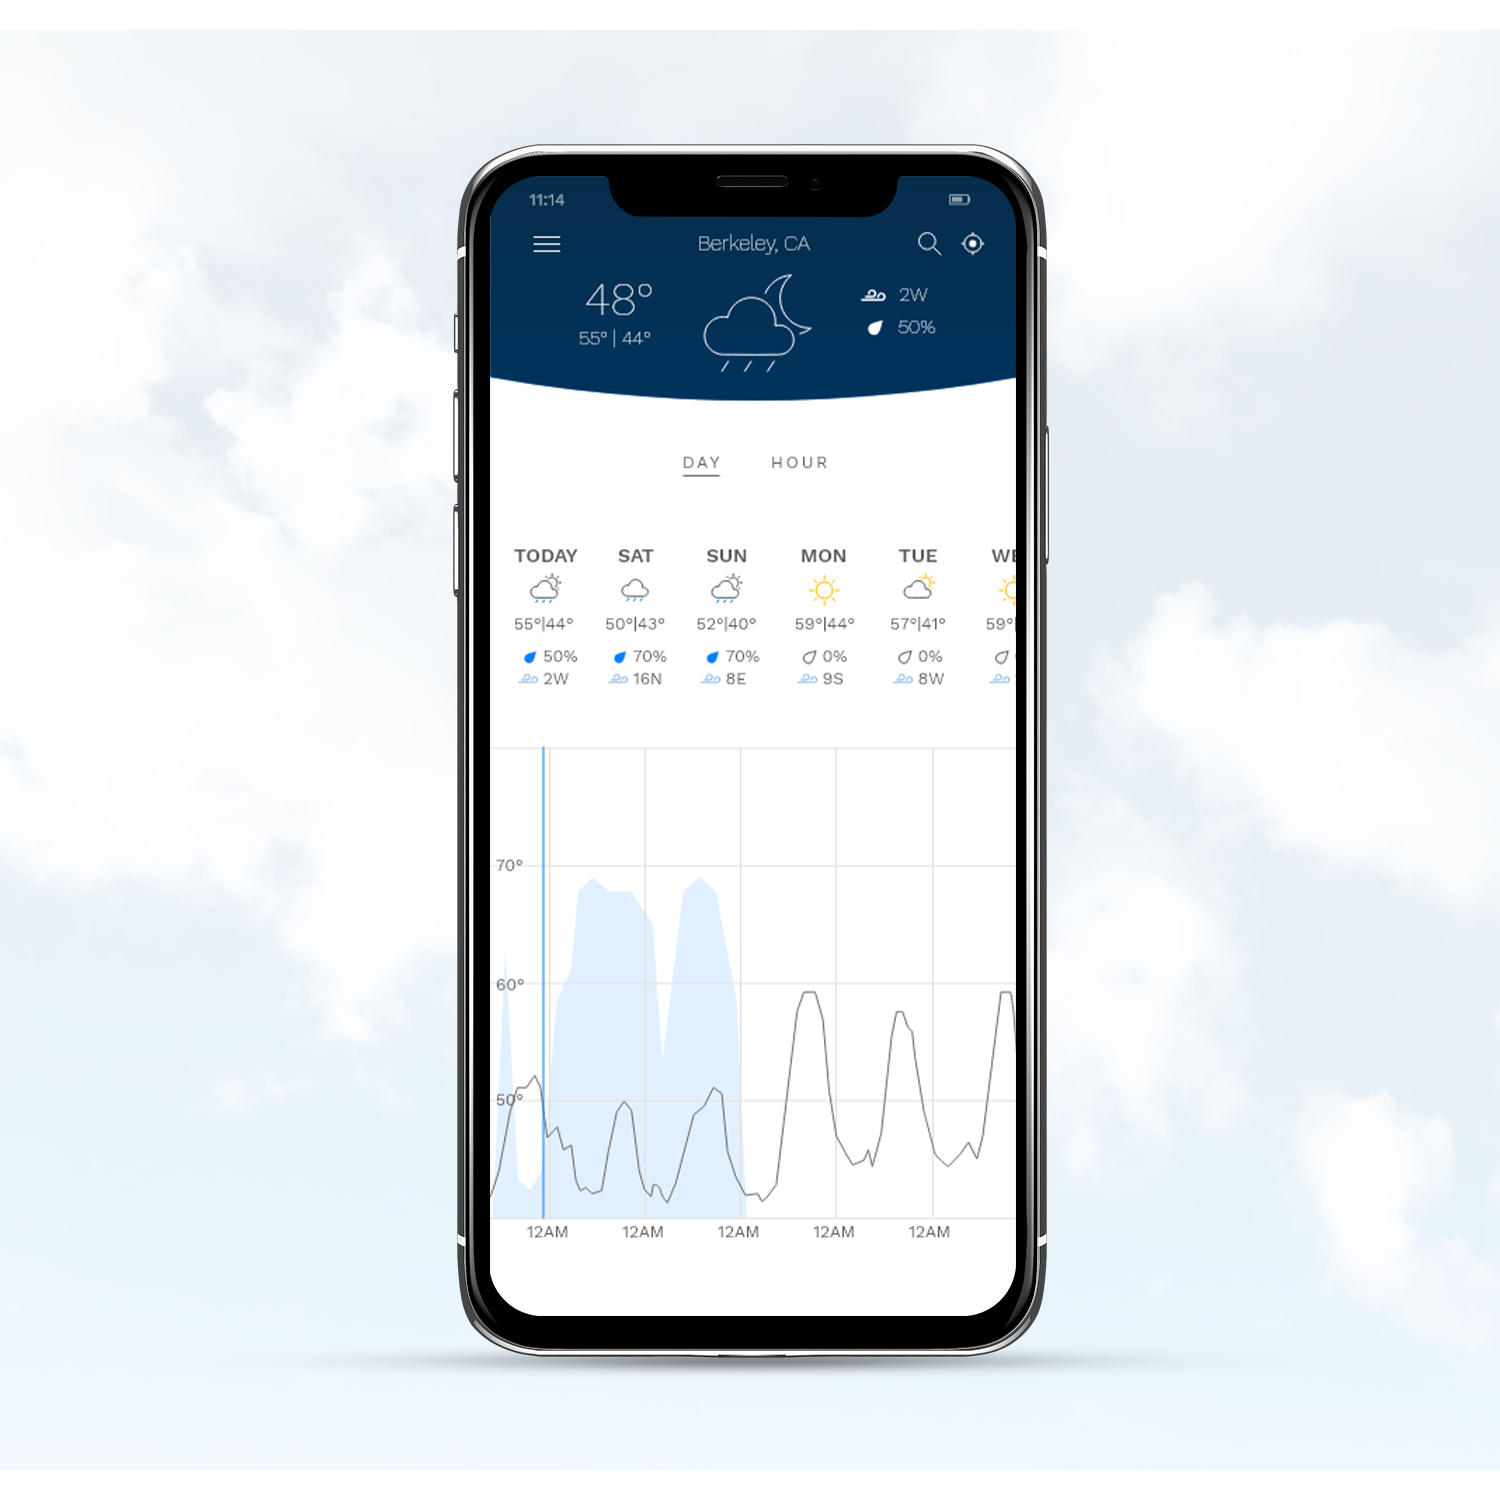 11:14
Berkeley, CA
48°
2W
55° | 44°
50%
DAY HOUR
TODAY SAT SUN MON TUE WE
55°|44° 50°|43° 52°|40° 59°|44° 57°|41° 59°|
50% 70% 70% 0% 0%
2W 16N 8E 9S 8W
70°
60°
50°
12AM 12AM 12AM 12AM 12AM